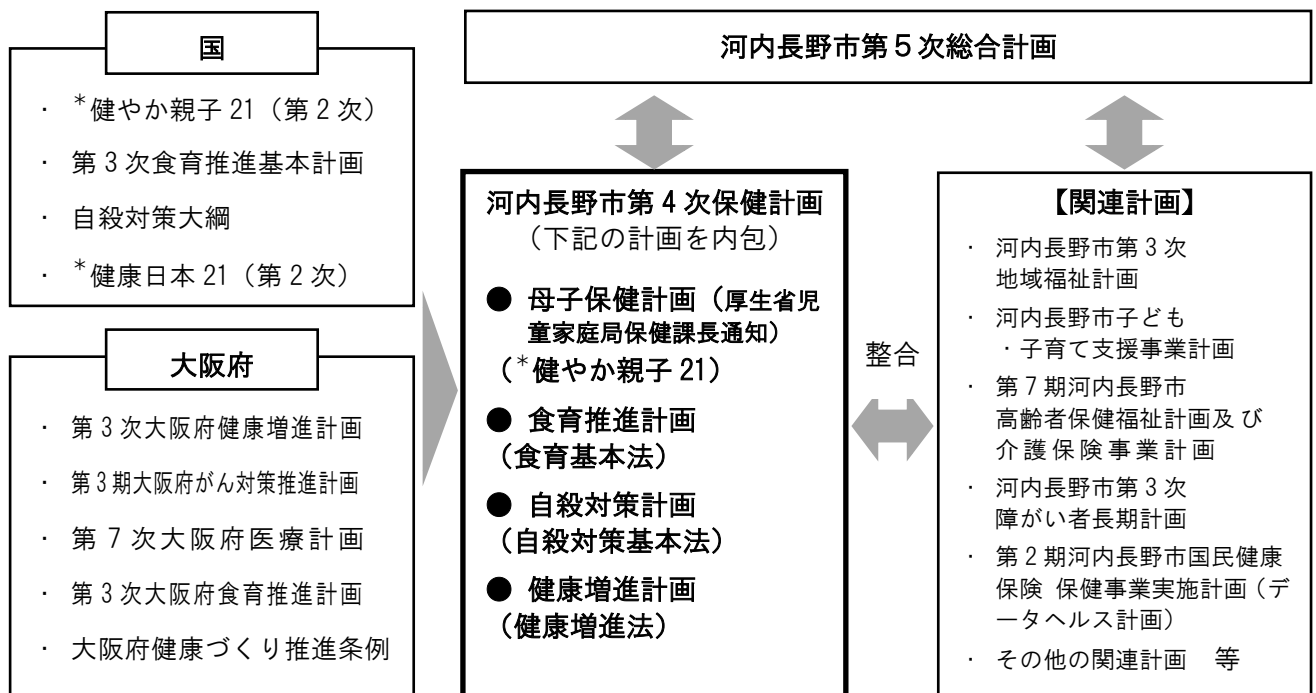 国
・ *健やか親子 21（第2次）
・ 第3次食育推進基本計画
・ 自殺対策大綱
・ *健康日本 21（第2次）
大阪府
・ 第3次大阪府健康増進計画
・ 第3期大阪府がん対策推進計画
・ 第7次大阪府医療計画
・ 第3次大阪府食育推進計画
・ 大阪府健康づくり推進条例
河内長野市第5次総合計画
河内長野市第4次保健計画
（下記の計画を内包）
● 母子保健計画（厚生省児
童家庭局保健課長通知）
（*健やか親子 21）
● 食育推進計画
（食育基本法）
● 自殺対策計画
（自殺対策基本法）
● 健康増進計画
（健康増進法）
整合
【関連計画】
・ 河内長野市第3次
地域福祉計画
・ 河内長野市子ども
・子育て支援事業計画
・ 第7期河内長野市
高齢者保健福祉計画及び
介護保険事業計画
・ 河内長野市第3次
障がい者長期計画
・ 第2期河内長野市国民健康
保険 保健事業実施計画（デ
ータヘルス計画）
・ その他の関連計画 等